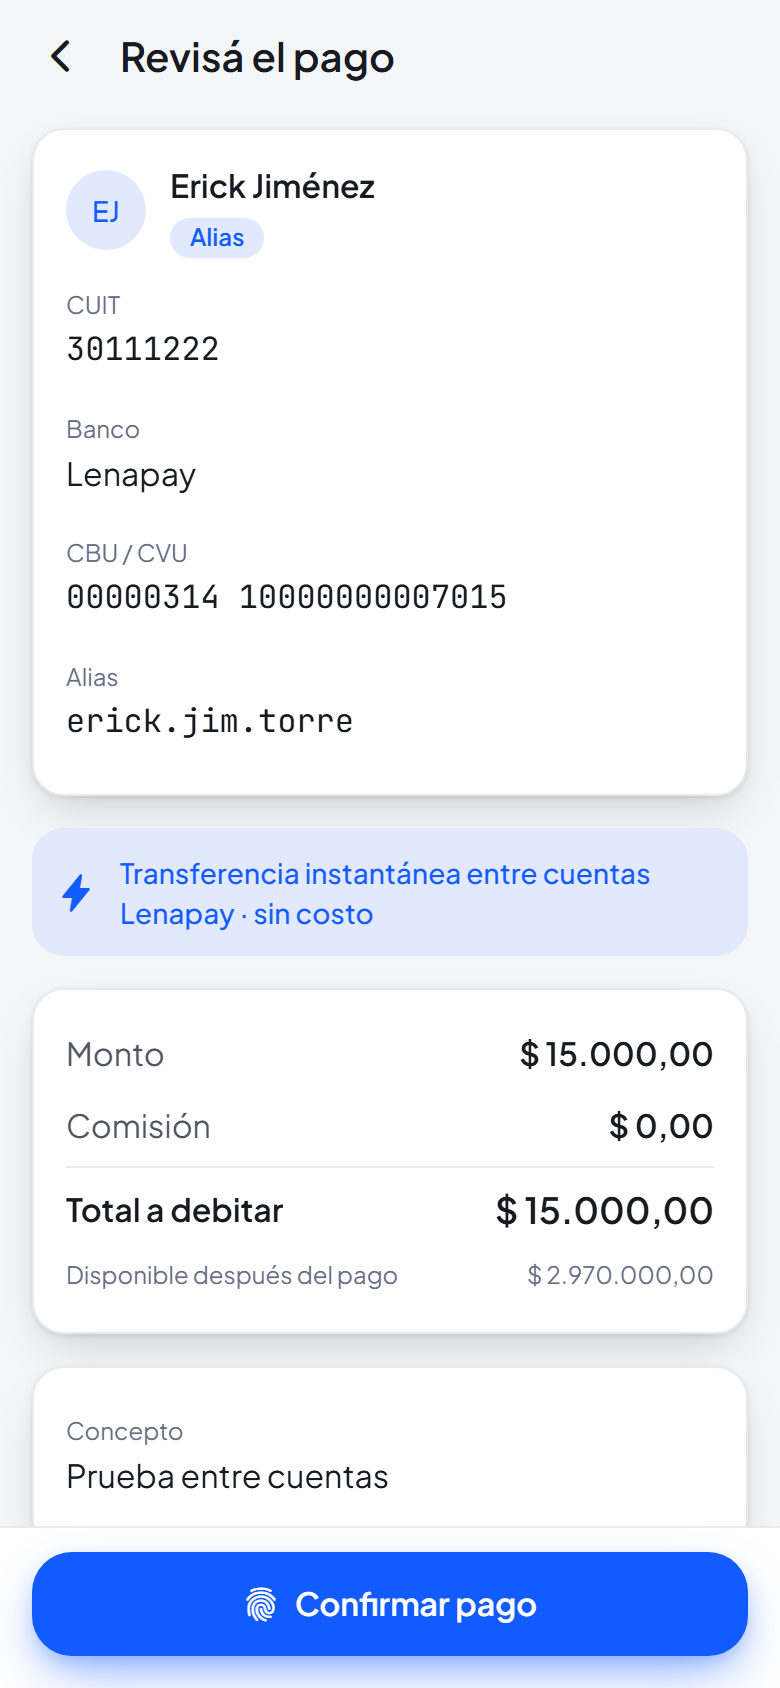 Revisá el pago
EJ
Erick Jiménez
Alias
CUIT
30111222
Banco
Lenapay
CBU / CVU
00000314 10000000007015
Alias
erick.jim.torre
Transferencia instantánea entre cuentas
Lenapay · sin costo
Monto $ 15.000,00
Comisión $ 0,00
Total a debitar $ 15.000,00
Disponible después del pago $ 2.970.000,00
Concepto
Prueba entre cuentas
Confirmar pago